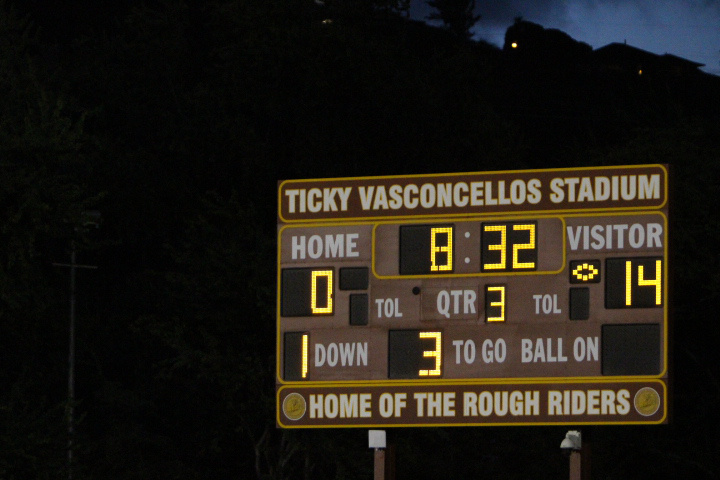 TICKY VASCONCELLOS STADIUM
HOME 8:32 VISITOR
0 TOL QTR 3 TOL 14
1 DOWN 3 TO GO BALL ON
HOME OF THE ROUGH RIDERS